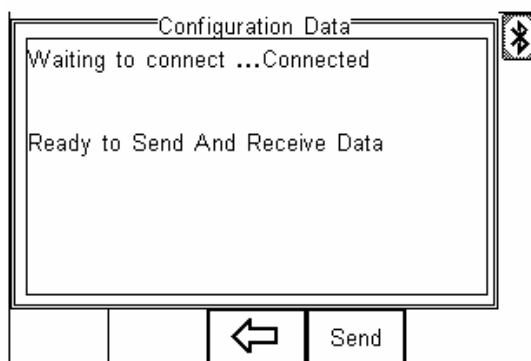 Configuration Data
Waiting to connect ...Connected
Ready to Send And Receive Data
Send